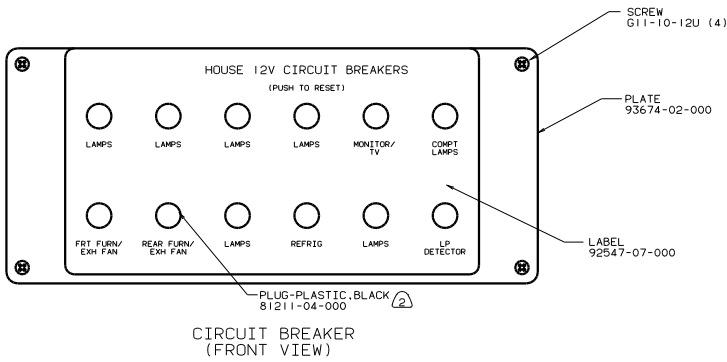 SCREW
G11-10-12U (4)
HOUSE 12V CIRCUIT BREAKERS
(PUSH TO RESET)
PLATE
93674-02-000
LAMPS LAMPS LAMPS LAMPS MONITOR/
TV COMPT
LAMPS
FRT FURN/
EXH FAN REAR FURN/
EXH FAN LAMPS REFRIG LAMPS LP
DETECTOR
LABEL
92547-07-000
PLUG-PLASTIC,BLACK 2
81211-04-000
CIRCUIT BREAKER
(FRONT VIEW)